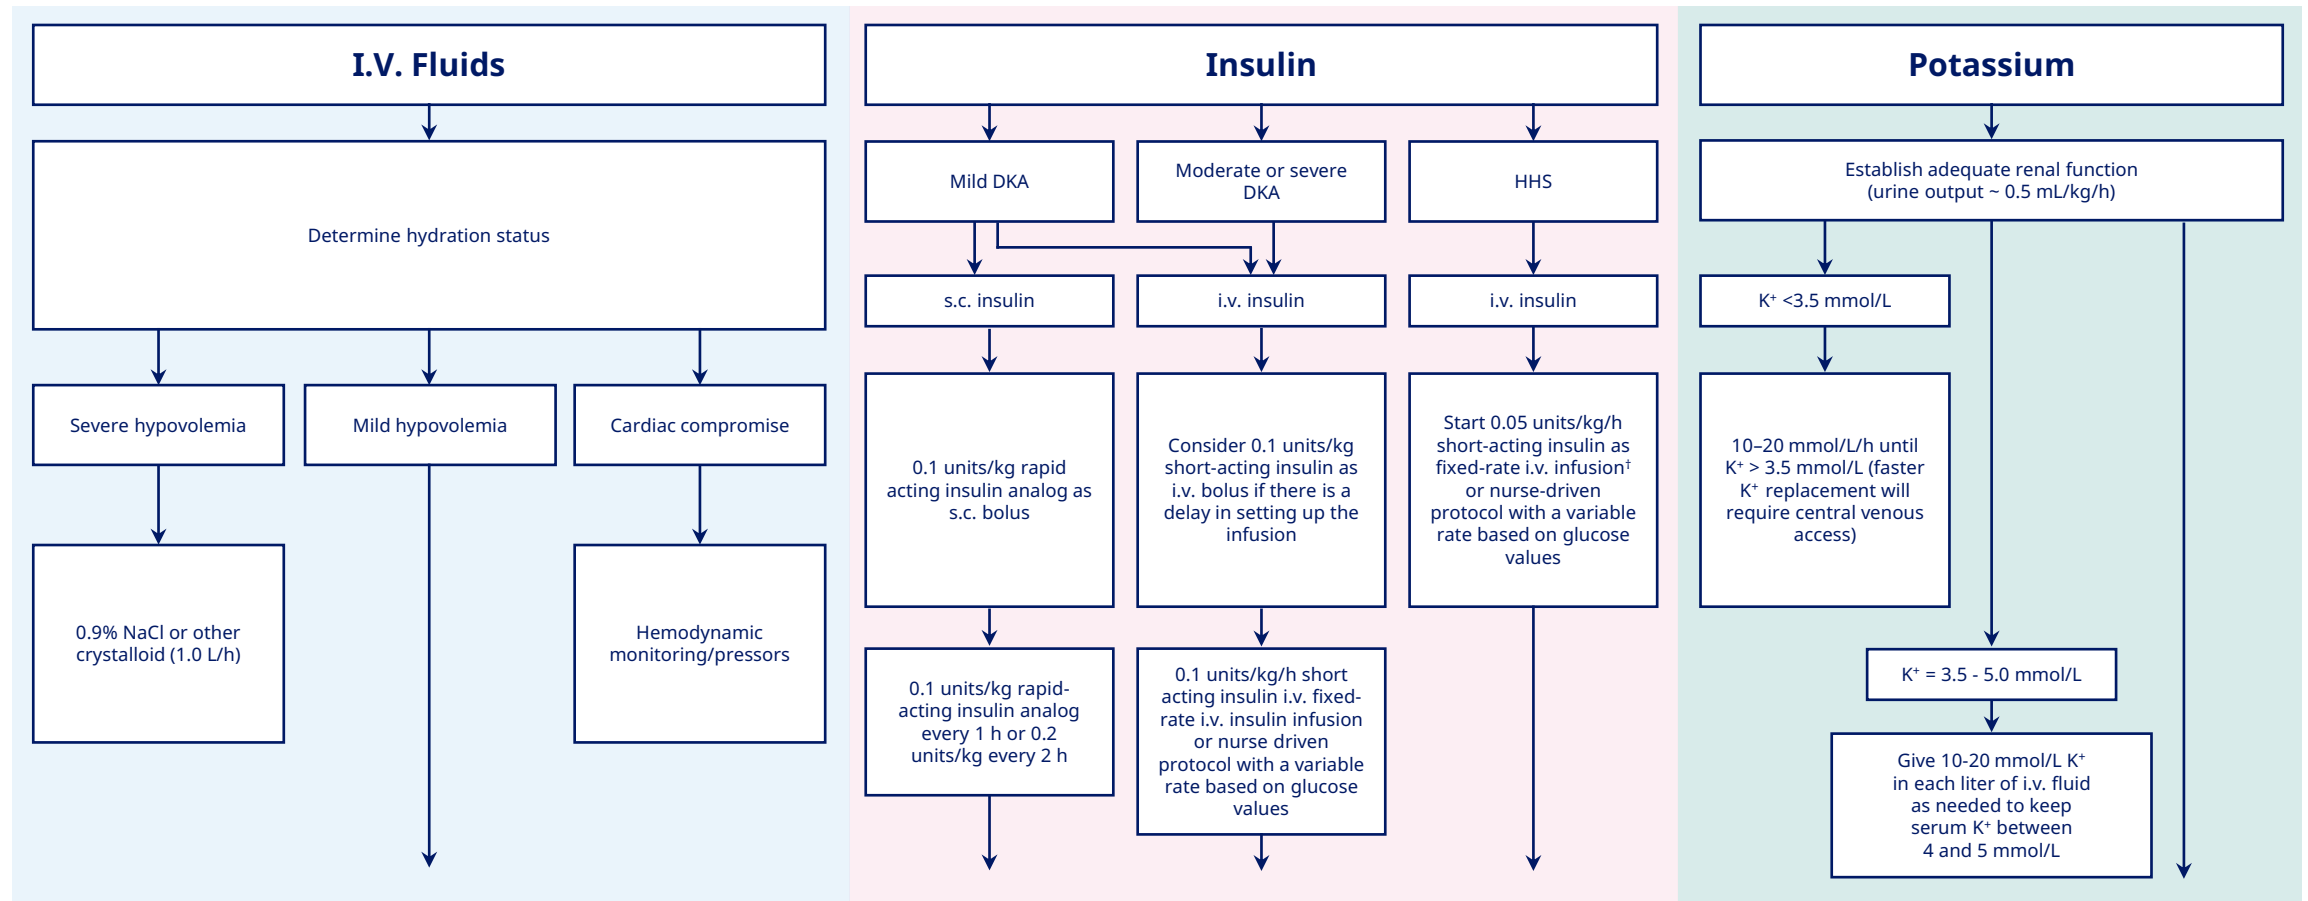 I.V. Fluids
Determine hydration status
Severe hypovolemia
Mild hypovolemia
Cardiac compromise
0.9% NaCl or other
crystalloid (1.0 L/h)
Hemodynamic
monitoring/pressors
Insulin
Mild DKA
Moderate or severe
DKA
HHS
s.c. insulin
i.v. insulin
i.v. insulin
0.1 units/kg rapid
acting insulin analog as
s.c. bolus
Consider 0.1 units/kg
short-acting insulin as
i.v. bolus if there is a
delay in setting up the
infusion
Start 0.05 units/kg/h
short-acting insulin as
fixed-rate i.v. infusion†
or nurse-driven
protocol with a variable
rate based on glucose
values
0.1 units/kg rapid-
acting insulin analog
every 1 h or 0.2
units/kg every 2 h
0.1 units/kg/h short
acting insulin i.v. fixed-
rate i.v. insulin infusion
or nurse driven
protocol with a variable
rate based on glucose
values
Potassium
Establish adequate renal function
(urine output ~ 0.5 mL/kg/h)
K⁺ <3.5 mmol/L
10–20 mmol/L/h until
K⁺ > 3.5 mmol/L (faster
K⁺ replacement will
require central venous
access)
K⁺ = 3.5 - 5.0 mmol/L
Give 10-20 mmol/L K⁺
in each liter of i.v. fluid
as needed to keep
serum K⁺ between
4 and 5 mmol/L